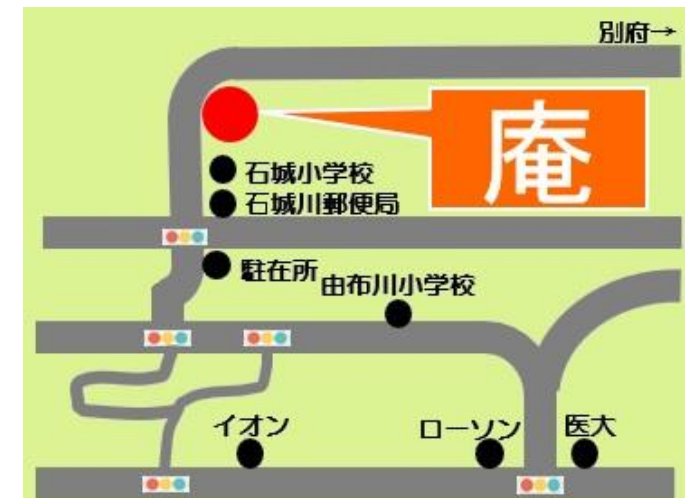 別府→
庵
石城小学校
石城川郵便局
駐在所
由布川小学校
イオン
ローソン
医大